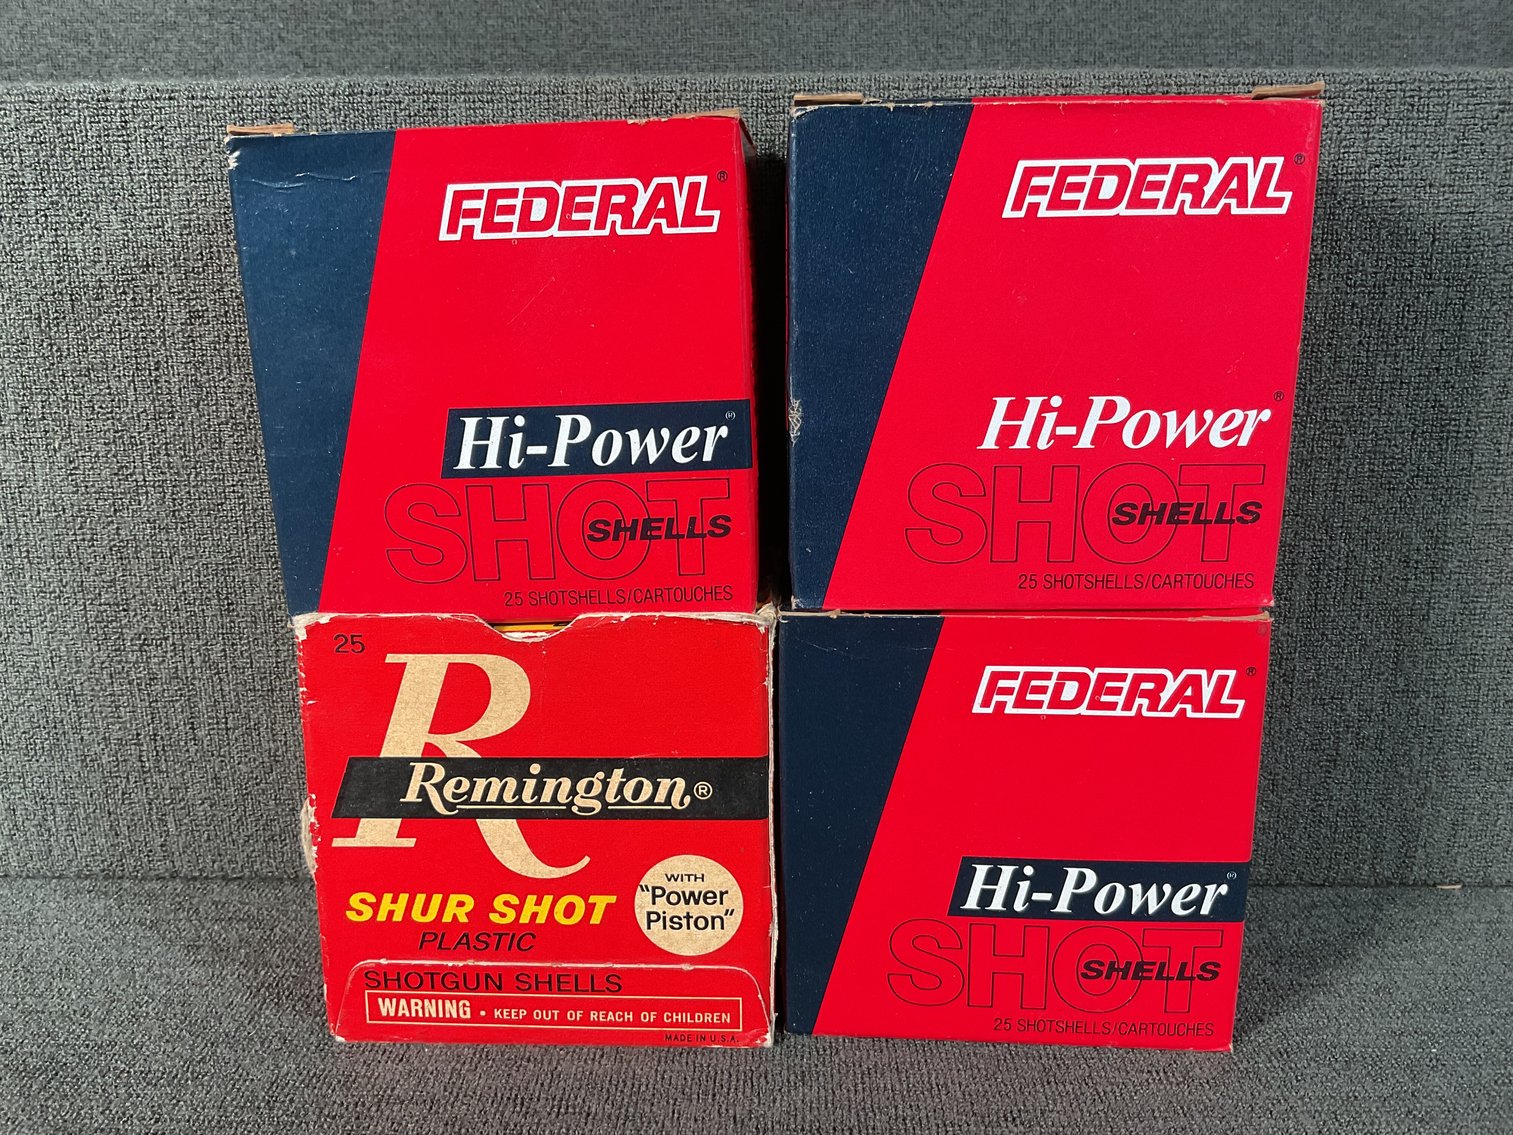 FEDERAL®
Hi-Power®
SHOT
SHELLS
25 SHOTSHELLS/CARTOUCHES
FEDERAL®
Hi-Power®
SHOT
SHELLS
25 SHOTSHELLS/CARTOUCHES
25
R
Remington®
SHUR SHOT
PLASTIC
WITH
"Power
Piston"
SHOTGUN SHELLS
WARNING • KEEP OUT OF REACH OF CHILDREN
MADE IN U.S.A.
FEDERAL®
Hi-Power®
SHOT
SHELLS
25 SHOTSHELLS/CARTOUCHES